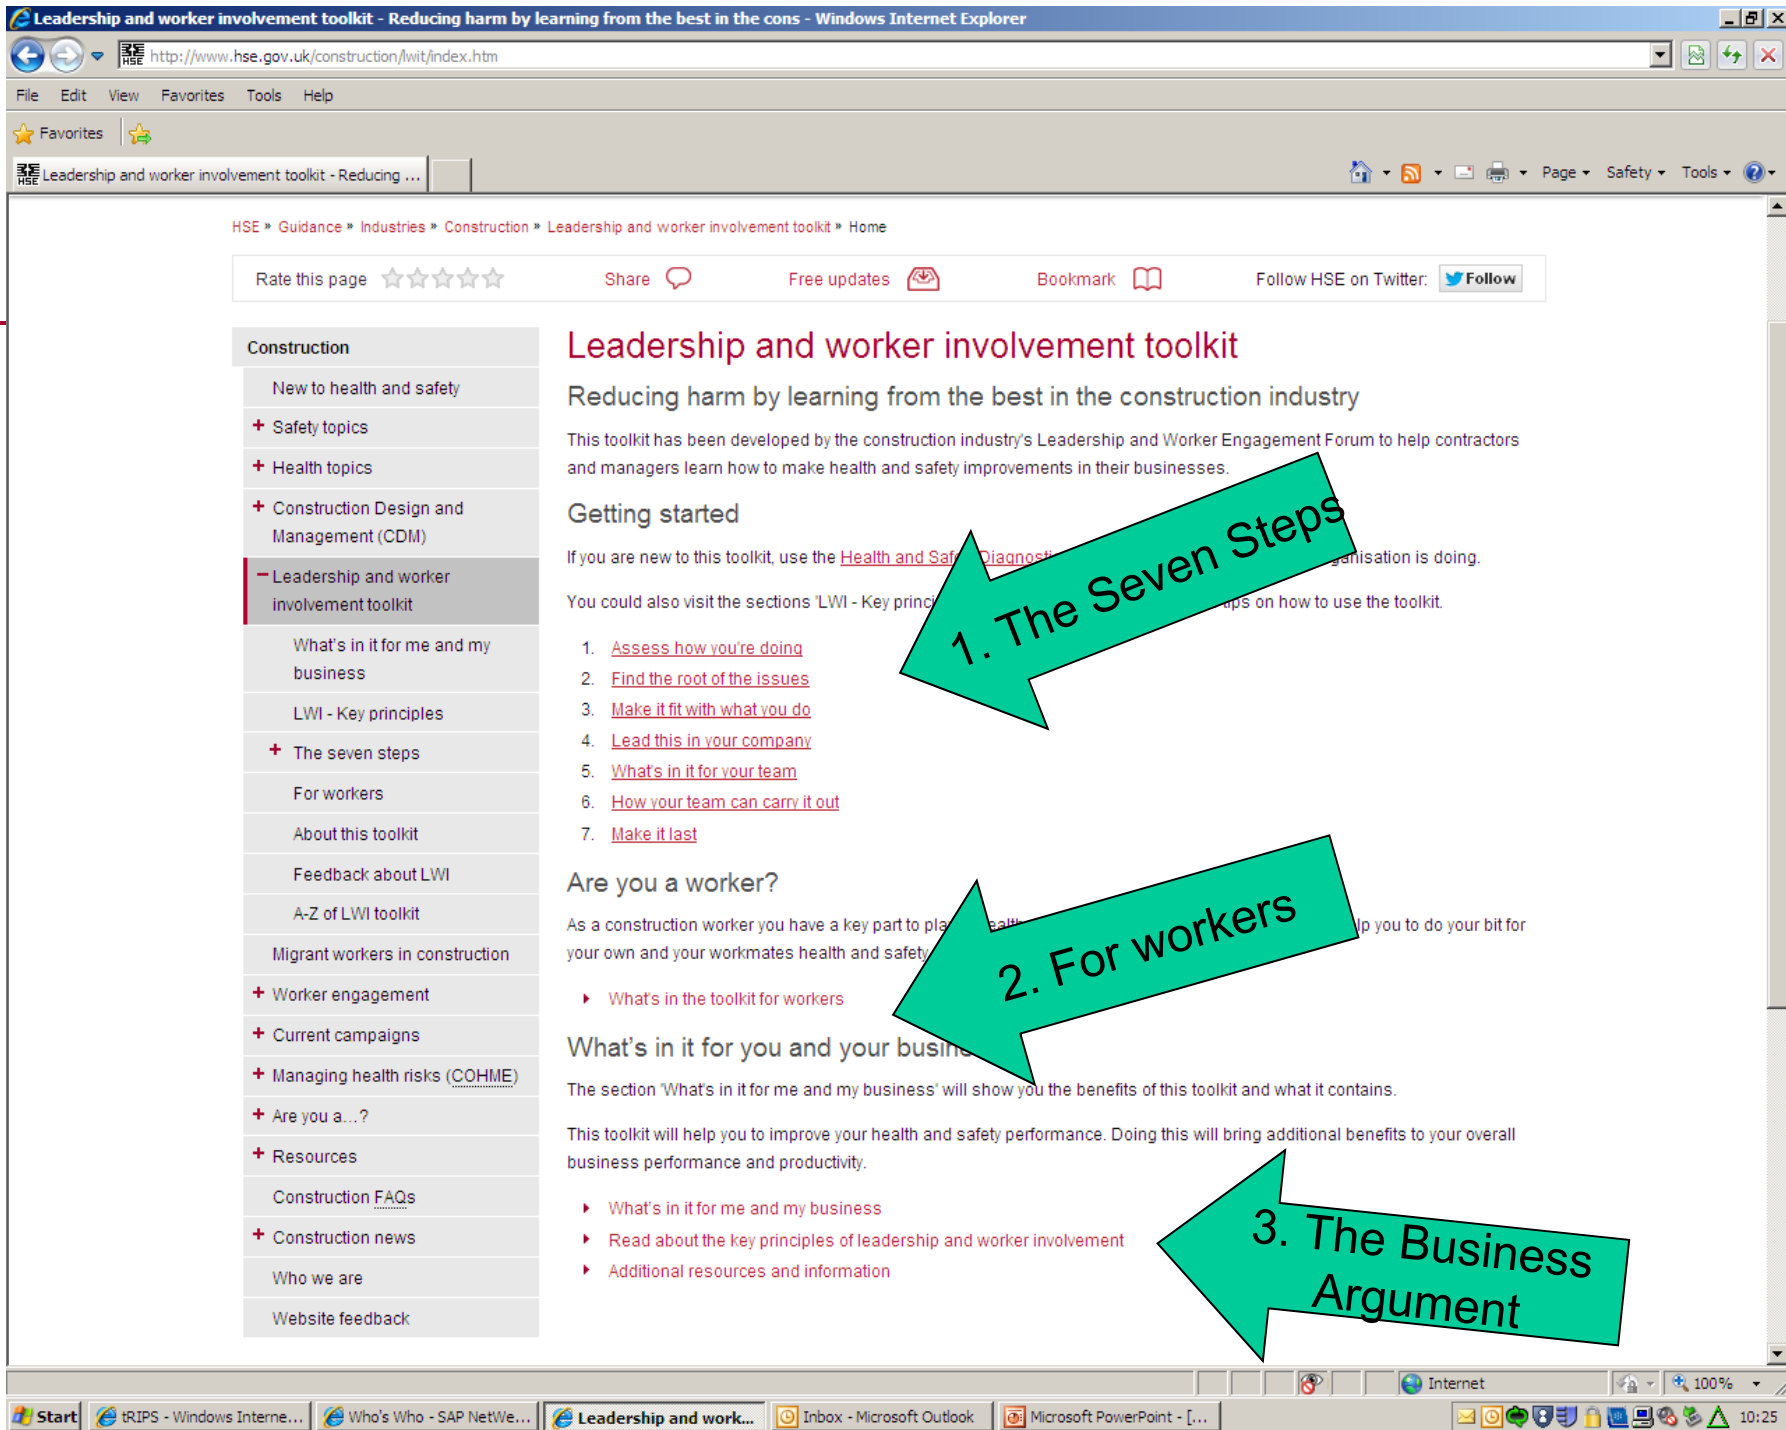 Leadership and worker involvement toolkit - Reducing harm by learning from the best in the cons - Windows Internet Explorer
HSE http://www.hse.gov.uk/construction/lwit/index.htm
File Edit View Favorites Tools Help
Favorites
HSE Leadership and worker involvement toolkit - Reducing ...
Page Safety Tools
HSE » Guidance » Industries » Construction » Leadership and worker involvement toolkit » Home
Rate this page Share Free updates Bookmark Follow HSE on Twitter: Follow
Construction
New to health and safety
+ Safety topics
+ Health topics
+ Construction Design and
Management (CDM)
− Leadership and worker
involvement toolkit
What's in it for me and my
business
LWI - Key principles
+ The seven steps
For workers
About this toolkit
Feedback about LWI
A-Z of LWI toolkit
Migrant workers in construction
+ Worker engagement
+ Current campaigns
+ Managing health risks (COHME)
+ Are you a...?
+ Resources
Construction FAQs
+ Construction news
Who we are
Website feedback
Leadership and worker involvement toolkit
Reducing harm by learning from the best in the construction industry
This toolkit has been developed by the construction industry's Leadership and Worker Engagement Forum to help contractors
and managers learn how to make health and safety improvements in their businesses.
Getting started
If you are new to this toolkit, use the Health and Safe Diagnosti ganisation is doing.
You could also visit the sections 'LWI - Key princi tips on how to use the toolkit.
1. Assess how you're doing
2. Find the root of the issues
3. Make it fit with what you do
4. Lead this in your company
5. What's in it for your team
6. How your team can carry it out
7. Make it last
1. The Seven Steps
Are you a worker?
As a construction worker you have a key part to pla ealt lp you to do your bit for
your own and your workmates health and safety
What's in the toolkit for workers
2. For workers
What's in it for you and your busine
The section 'What's in it for me and my business' will show you the benefits of this toolkit and what it contains.
This toolkit will help you to improve your health and safety performance. Doing this will bring additional benefits to your overall
business performance and productivity.
What's in it for me and my business
Read about the key principles of leadership and worker involvement
Additional resources and information
3. The Business
Argument
Internet 100%
Start tRIPS - Windows Interne... Who's Who - SAP NetWe... Leadership and work... Inbox - Microsoft Outlook Microsoft PowerPoint - [... 10:25